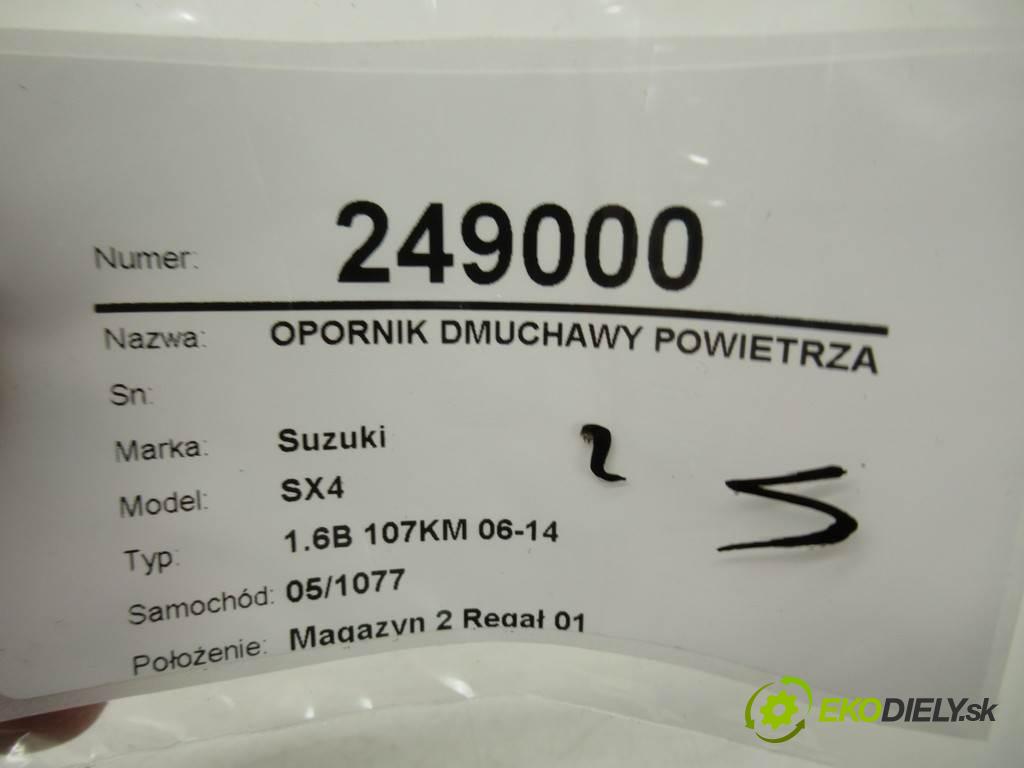 Numer: 249000
Nazwa: OPORNIK DMUCHAWY POWIETRZA
Sn:
Marka: Suzuki
Model: SX4
Typ: 1.6B 107KM 06-14
Samochód: 05/1077
Położenie: Magazyn 2 Regał 01
2 5
EKODIELY.sk